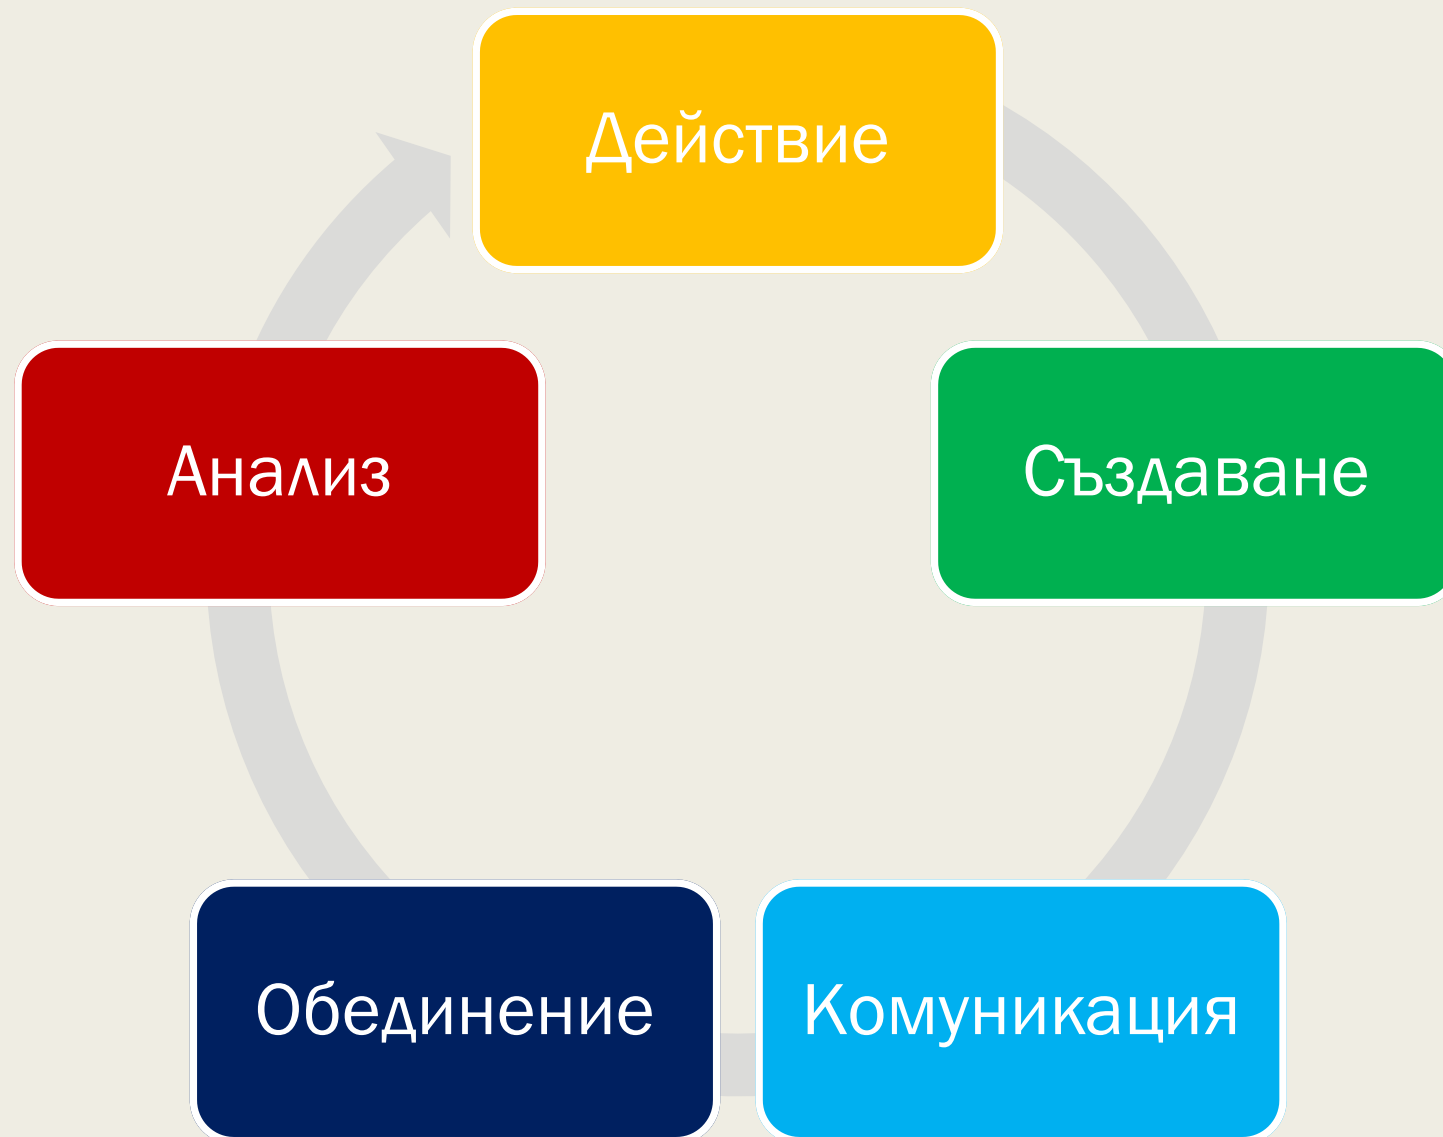 Действие
Анализ
Създаване
Обединение
Комуникация